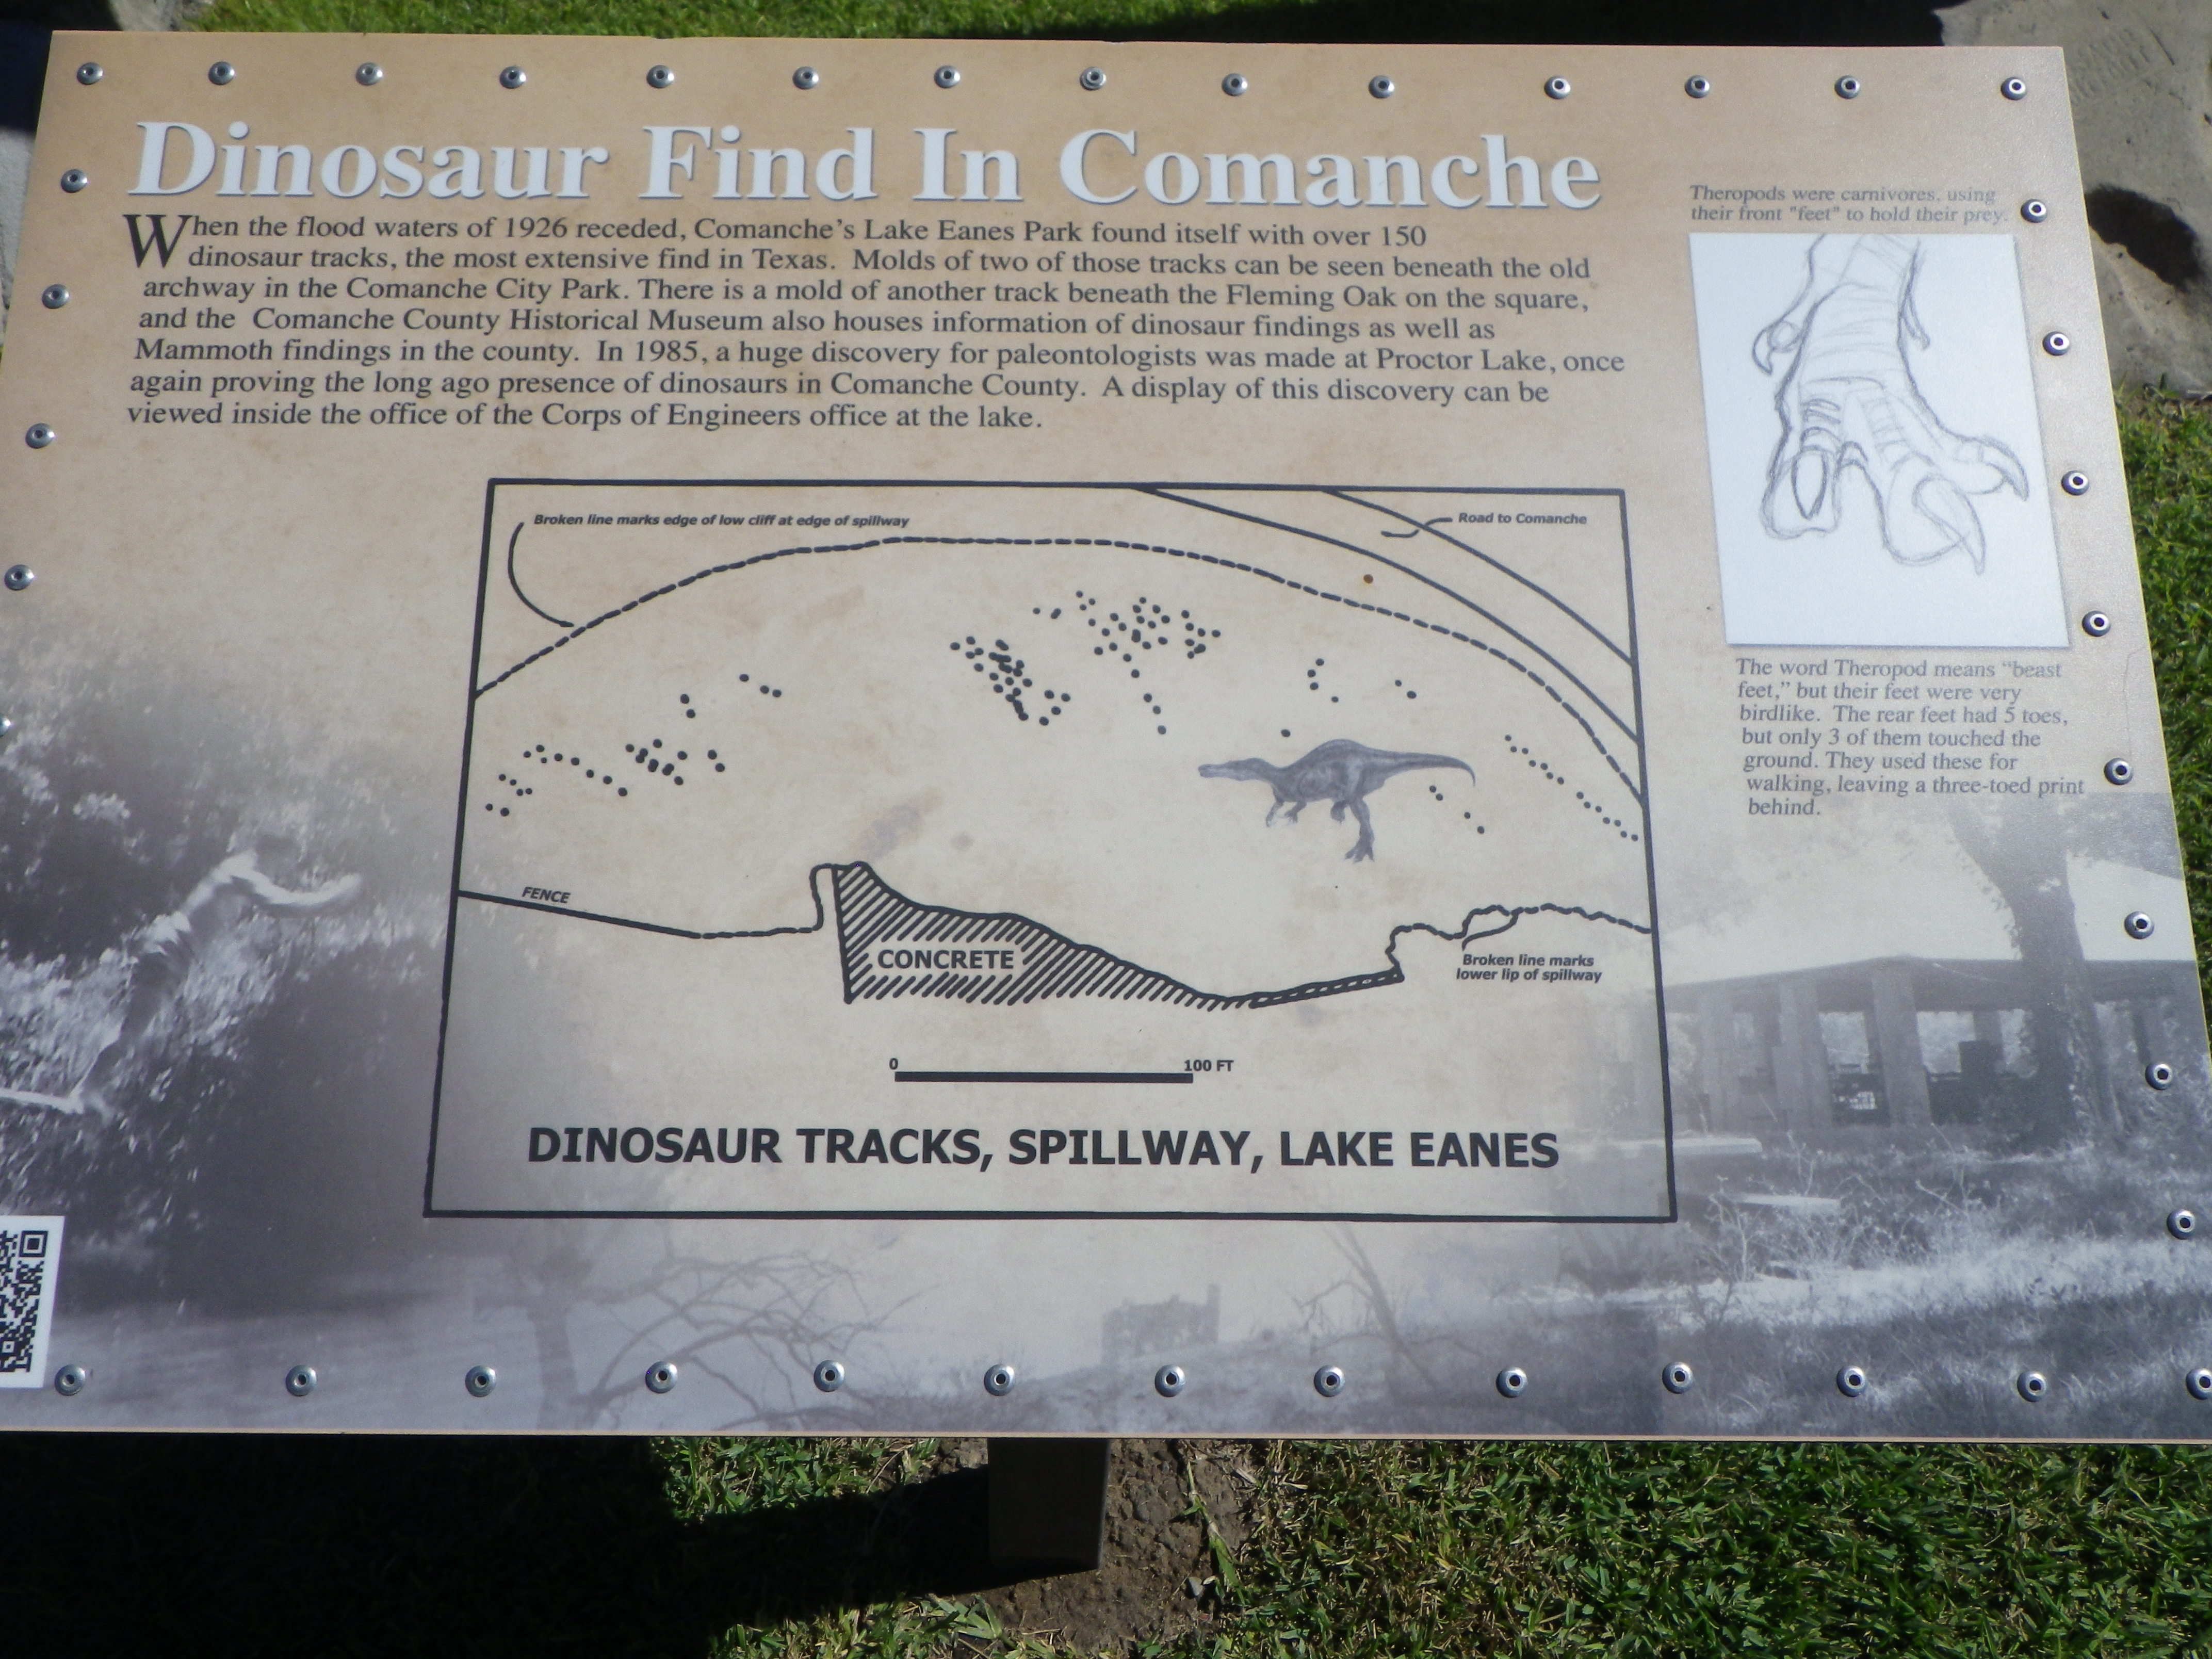 Dinosaur Find In Comanche
When the flood waters of 1926 receded, Comanche's Lake Eanes Park found itself with over 150
dinosaur tracks, the most extensive find in Texas. Molds of two of those tracks can be seen beneath the old
archway in the Comanche City Park. There is a mold of another track beneath the Fleming Oak on the square,
and the Comanche County Historical Museum also houses information of dinosaur findings as well as
Mammoth findings in the county. In 1985, a huge discovery for paleontologists was made at Proctor Lake, once
again proving the long ago presence of dinosaurs in Comanche County. A display of this discovery can be
viewed inside the office of the Corps of Engineers office at the lake.
Theropods were carnivores, using
their front "feet" to hold their prey.
The word Theropod means "beast
feet," but their feet were very
birdlike. The rear feet had 5 toes,
but only 3 of them touched the
ground. They used these for
walking, leaving a three-toed print
behind.
Broken line marks edge of low cliff at edge of spillway
Road to Comanche
FENCE
CONCRETE
Broken line marks
lower lip of spillway
0 100 FT
DINOSAUR TRACKS, SPILLWAY, LAKE EANES